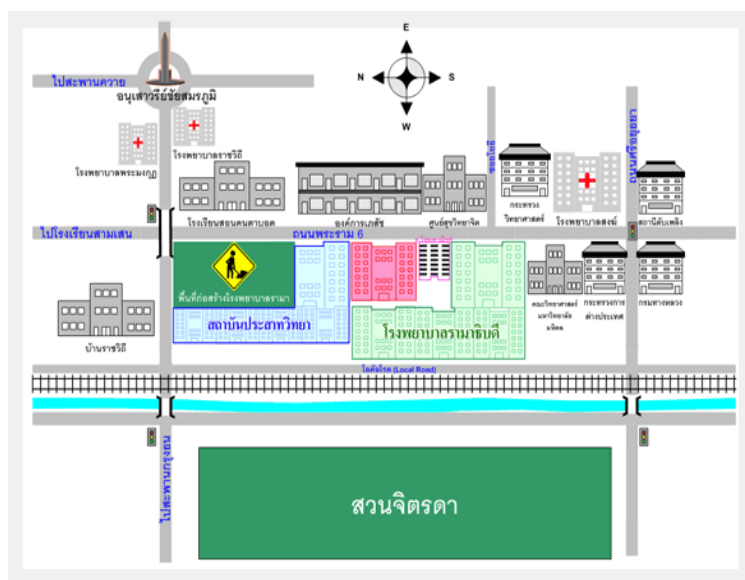 E
N
S
W
ไปสะพานควาย
อนุเสาวรีย์ชัยสมรภูมิ
โรงพยาบาลราชวิถี
โรงพยาบาลพระมงกุฎ
ซอยโยธี
ถนนศรีอยุธยา
โรงเรียนสอนคนตาบอด
องค์การเภสัช
ศูนย์สุขวิทยาจิต
กระทรวง
วิทยาศาสตร์
โรงพยาบาลสงฆ์
สถานีดับเพลิง
ไปโรงเรียนสามเสน
ถนนพระราม 6
พื้นที่ก่อสร้างโรงพยาบาลรามา
สถาบันประสาทวิทยา
โรงพยาบาลรามาธิบดี
คณะวิทยาศาสตร์
มหาวิทยาลัย
มหิดล
กระทรวงการ
ต่างประเทศ
กรมทางหลวง
บ้านราชวิถี
โลคัลโรด (Local Road)
ไปสะพานกรุงธน
สวนจิตรดา